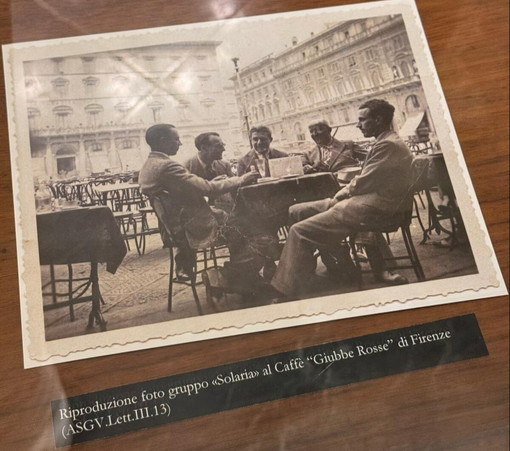 Riproduzione foto gruppo «Solaria» al Caffè “Giubbe Rosse” di Firenze
(ASGV.Lett.III.13)